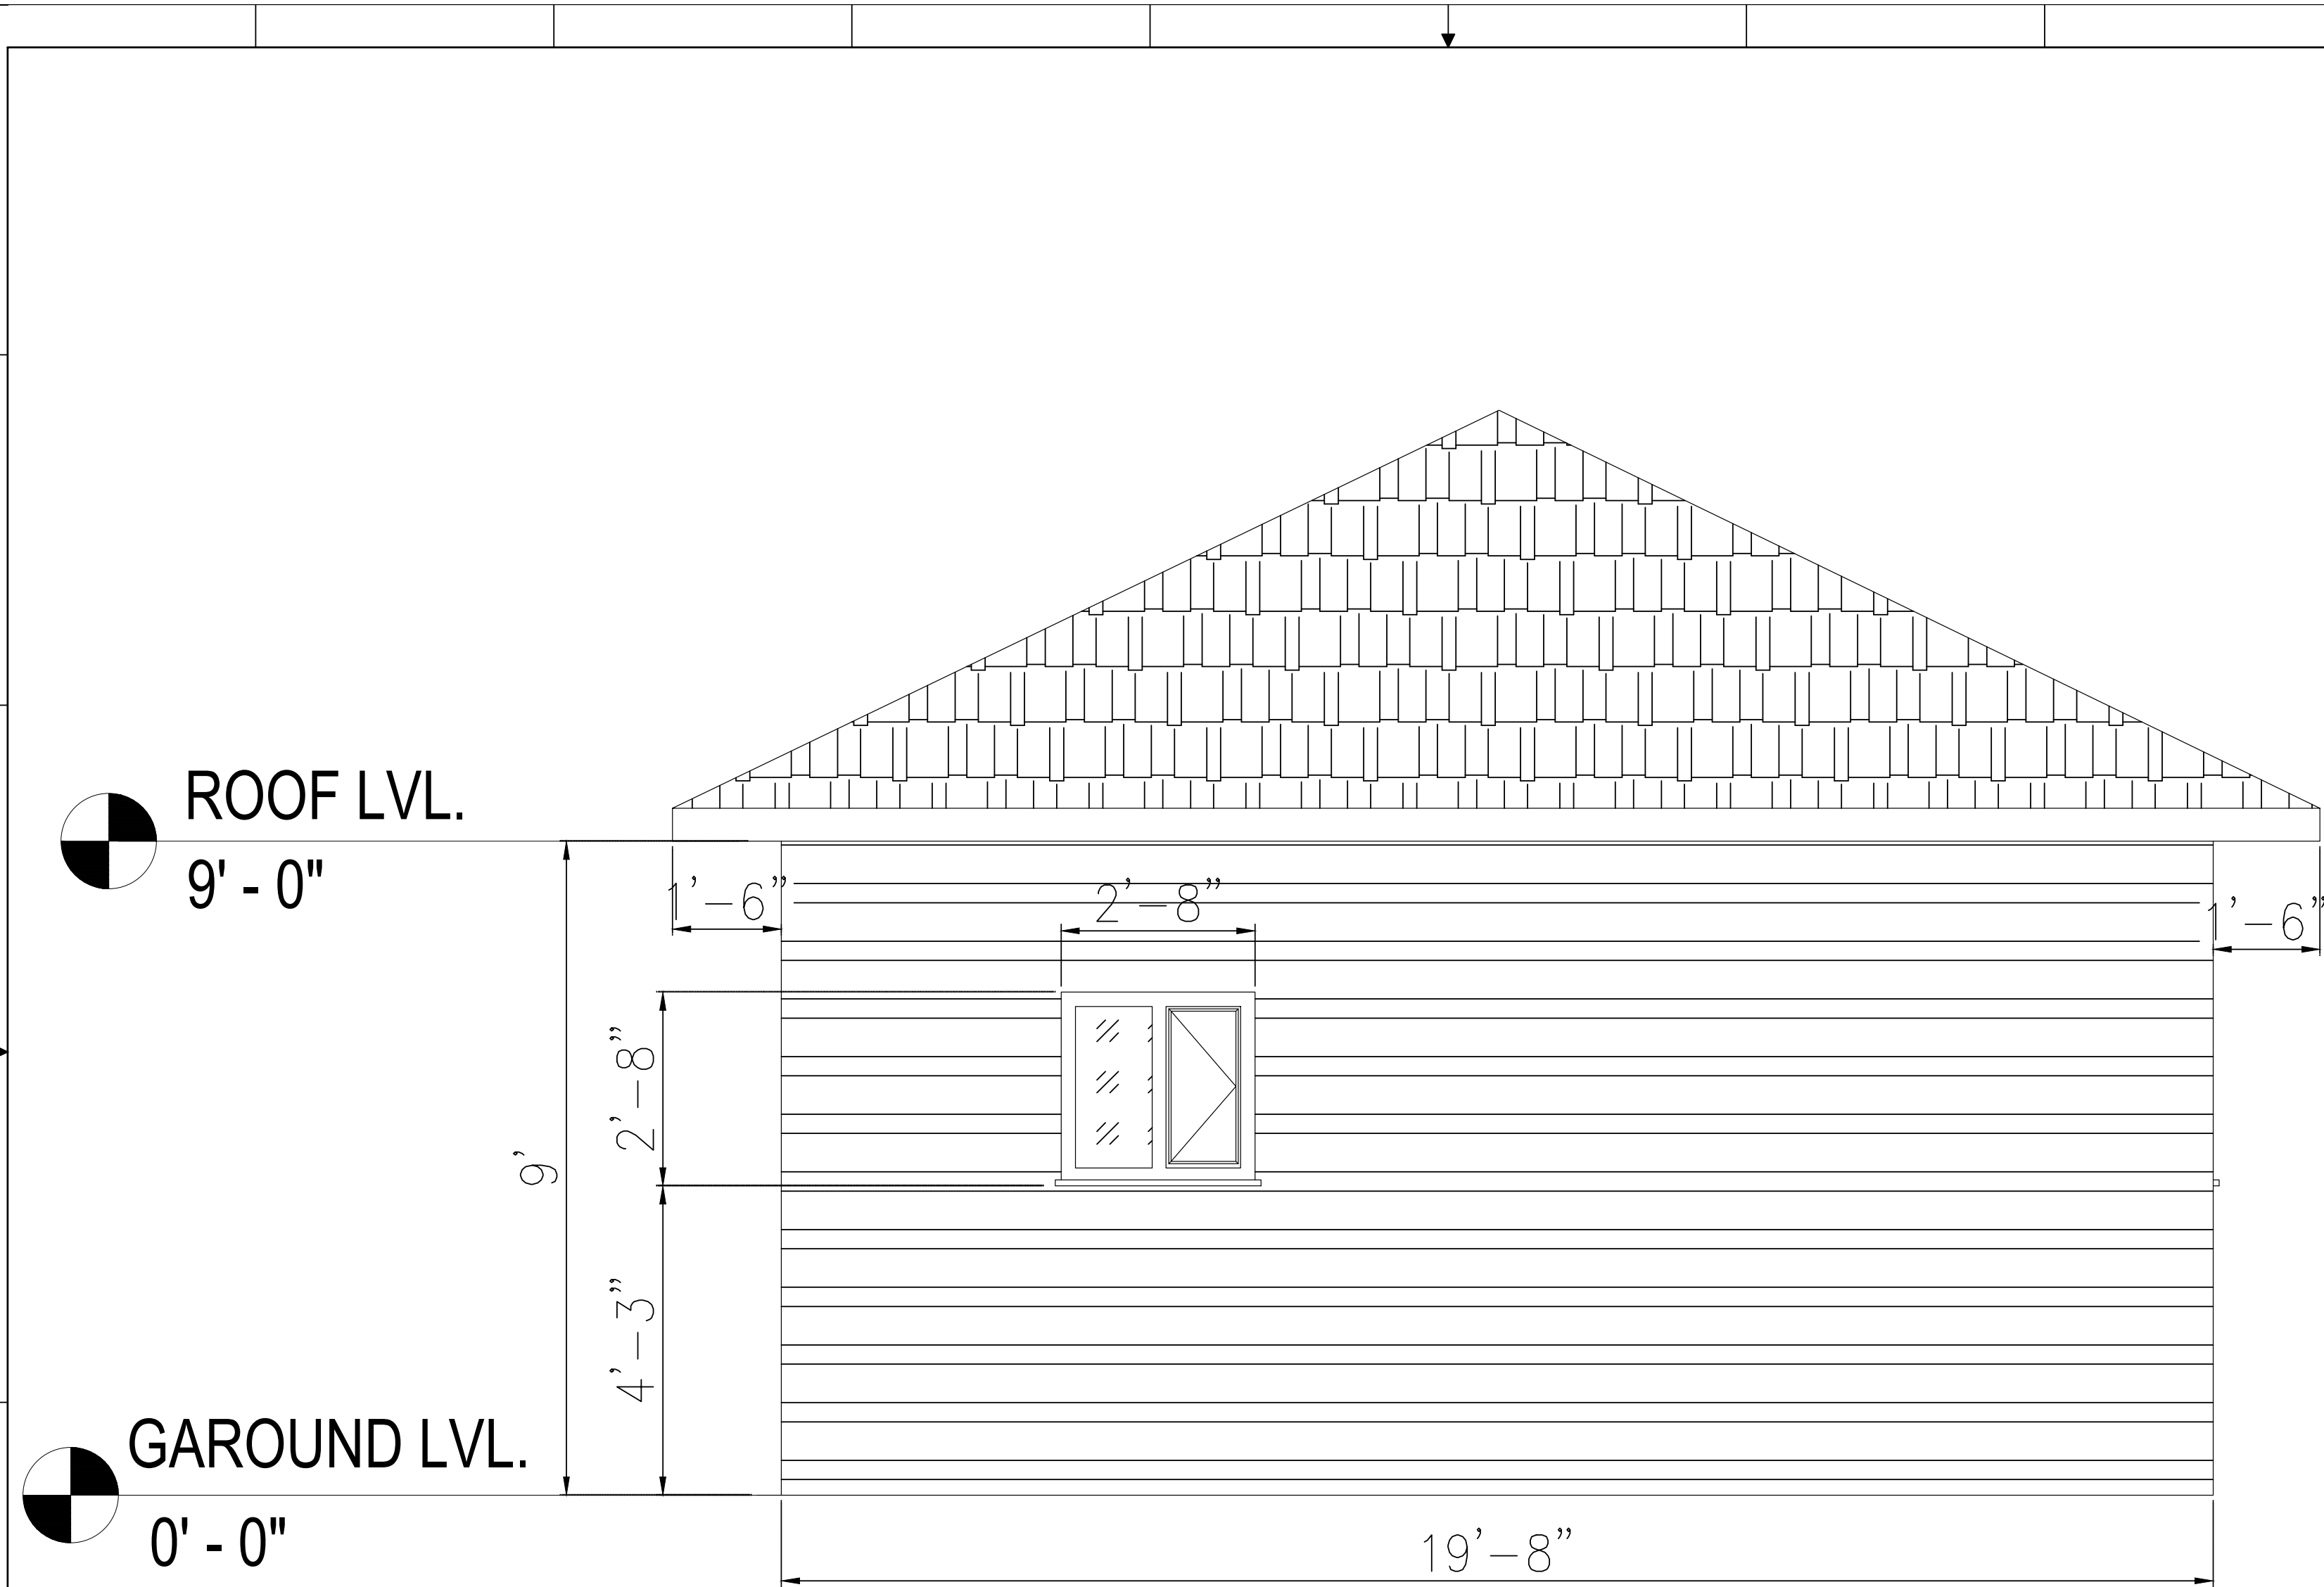 ROOF LVL.
9' - 0"
1'-6"
2'-8"
1'-6"
2'-8"
9'
4'-3"
GAROUND LVL.
0' - 0"
19'-8"